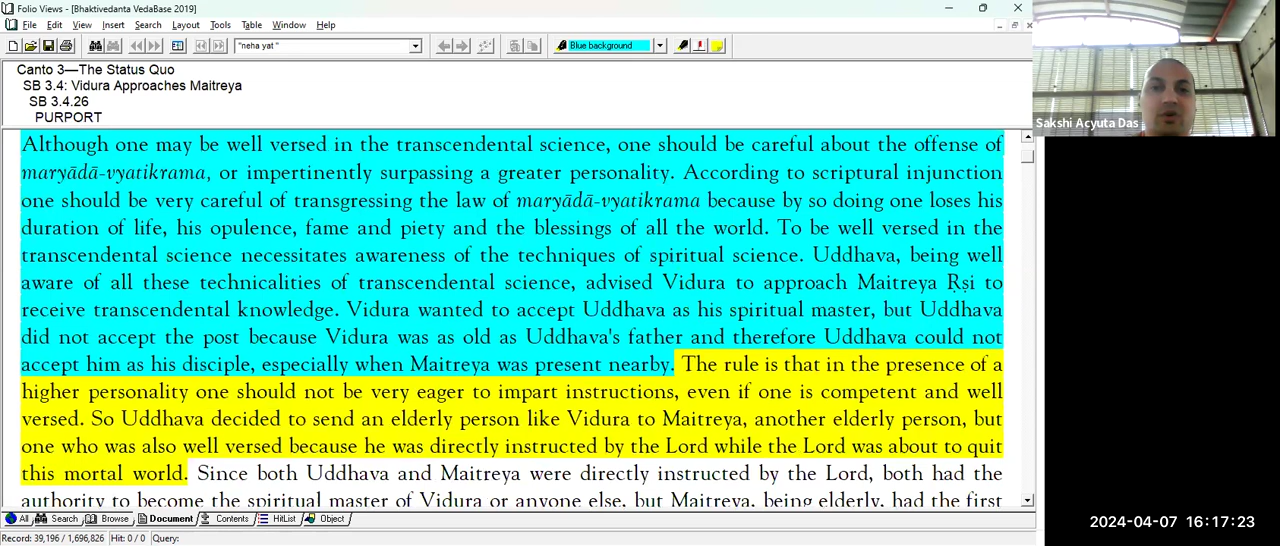 Folio Views - [Bhaktivedanta VedaBase 2019]
File Edit View Insert Search Layout Tools Table Window Help
"neha yat "
Blue background
Canto 3—The Status Quo
SB 3.4: Vidura Approaches Maitreya
SB 3.4.26
PURPORT
Sakshi Acyuta Das
Although one may be well versed in the transcendental science, one should be careful about the offense of
maryādā-vyatikrama, or impertinently surpassing a greater personality. According to scriptural injunction
one should be very careful of transgressing the law of maryādā-vyatikrama because by so doing one loses his
duration of life, his opulence, fame and piety and the blessings of all the world. To be well versed in the
transcendental science necessitates awareness of the techniques of spiritual science. Uddhava, being well
aware of all these technicalities of transcendental science, advised Vidura to approach Maitreya Ṛṣi to
receive transcendental knowledge. Vidura wanted to accept Uddhava as his spiritual master, but Uddhava
did not accept the post because Vidura was as old as Uddhava's father and therefore Uddhava could not
accept him as his disciple, especially when Maitreya was present nearby. The rule is that in the presence of a
higher personality one should not be very eager to impart instructions, even if one is competent and well
versed. So Uddhava decided to send an elderly person like Vidura to Maitreya, another elderly person, but
one who was also well versed because he was directly instructed by the Lord while the Lord was about to quit
this mortal world. Since both Uddhava and Maitreya were directly instructed by the Lord, both had the
authority to become the spiritual master of Vidura or anyone else, but Maitreya, being elderly, had the first
All Search Browse Document Contents HitList Object
Record: 39,196 / 1,696,826 Hit: 0 / 0 Query:
2024-04-07 16:17:23